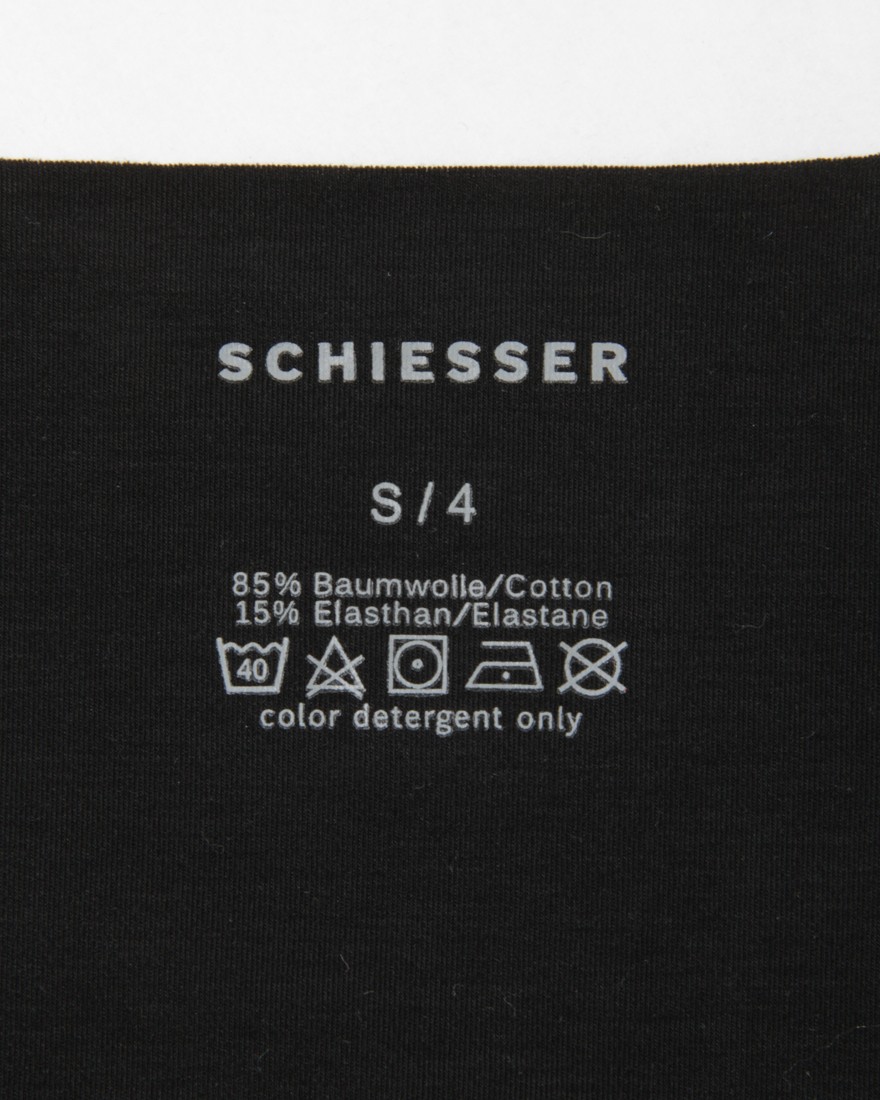 SCHIESSER
S/4
85% Baumwolle/Cotton
15% Elasthan/Elastane
40
color detergent only